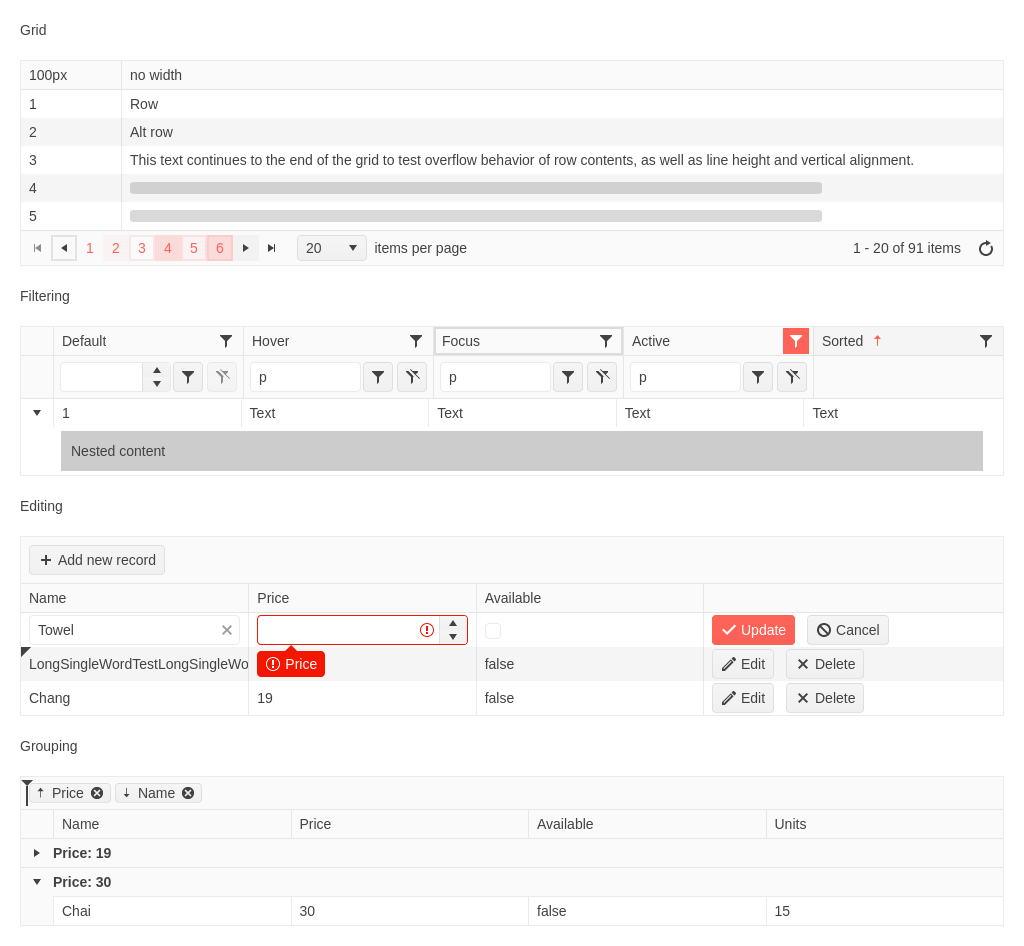 Grid
100px no width
1 Row
2 Alt row
3 This text continues to the end of the grid to test overflow behavior of row contents, as well as line height and vertical alignment.
4
5
1 2 3 4 5 6 20 items per page 1 - 20 of 91 items
Filtering
Default Hover Focus Active Sorted
p p p
1 Text Text Text Text
Nested content
Editing
Add new record
Name Price Available
Towel Update Cancel
LongSingleWordTestLongSingleWo Price false Edit Delete
Chang 19 false Edit Delete
Grouping
Price Name
Name Price Available Units
Price: 19
Price: 30
Chai 30 false 15